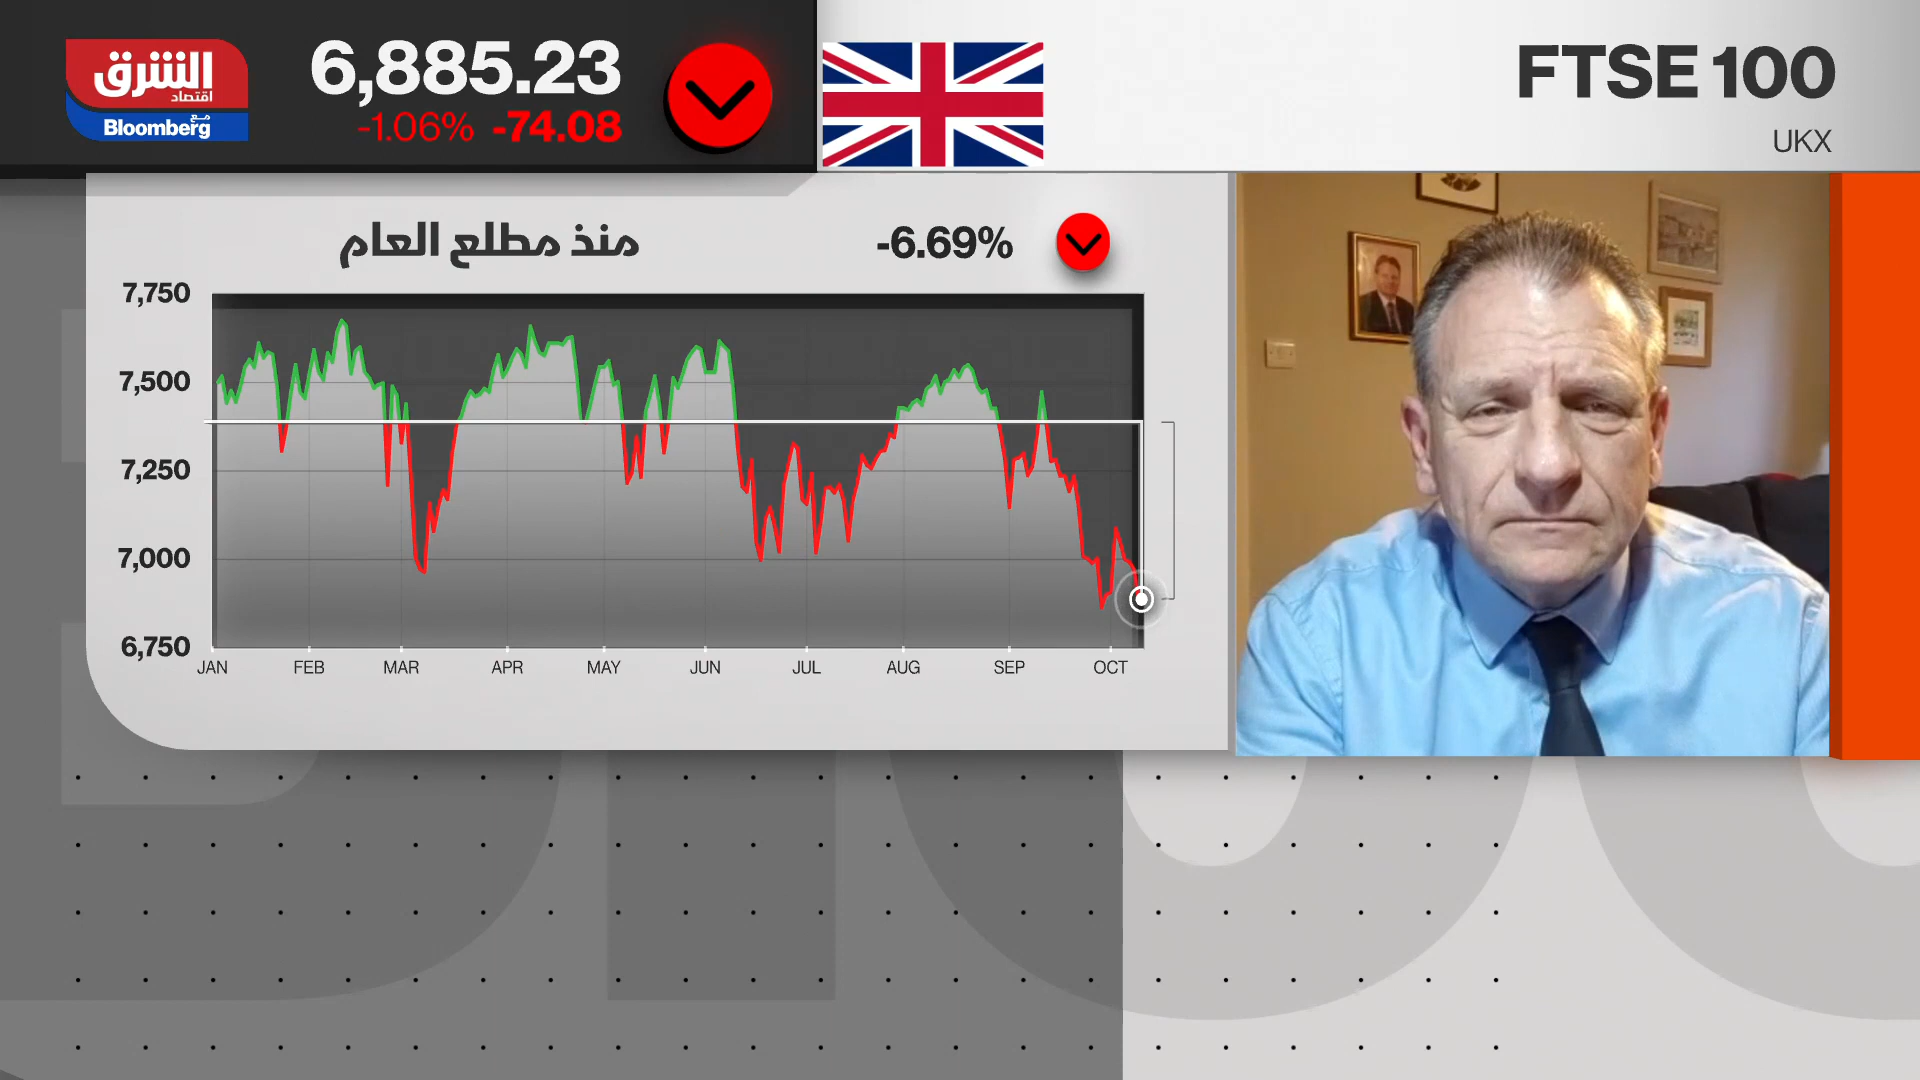 الشرق
اقتصاد
مع
Bloomberg
6,885.23
-1.06% -74.08
FTSE 100
UKX
منذ مطلع العام
-6.69%
7,750
7,500
7,250
7,000
6,750
JAN FEB MAR APR MAY JUN JUL AUG SEP OCT